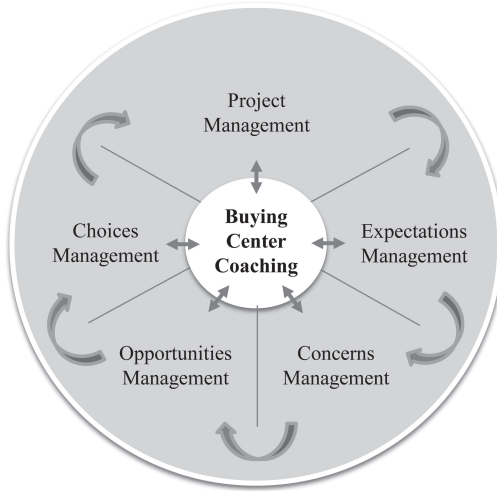 Project
Management
Buying
Center
Coaching
Choices
Management
Expectations
Management
Opportunities
Management
Concerns
Management